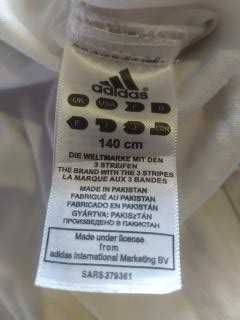 adidas
140 cm
DIE WELTMARKE MIT DEN
3 STREIFEN
THE BRAND WITH THE 3 STRIPES
LA MARQUE AUX 3 BANDES
MADE IN PAKISTAN
FABRIQUÉ AU PAKISTAN
FABRICADO EN PAKISTÁN
GYÁRTVA: PAKISzTÁN
ПРОИЗВЕДЕНО В ПАКИСТАН
Made under license
from
adidas International Marketing BV
SARS 279361